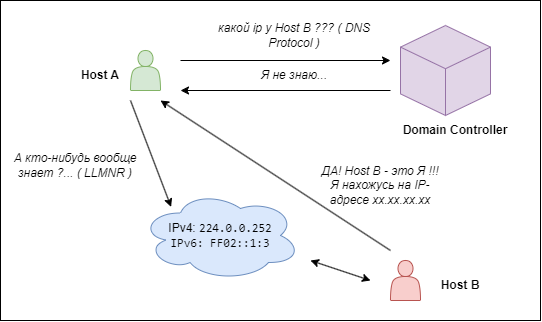 какой ip у Host B ??? ( DNS
Protocol )
Я не знаю...
Host A
Domain Controller
А кто-нибудь вообще
знает ?... ( LLMNR )
ДА! Host B - это Я !!!
Я нахожусь на IP-
адресе xx.xx.xx.xx
IPv4: 224.0.0.252
IPv6: FF02::1:3
Host B